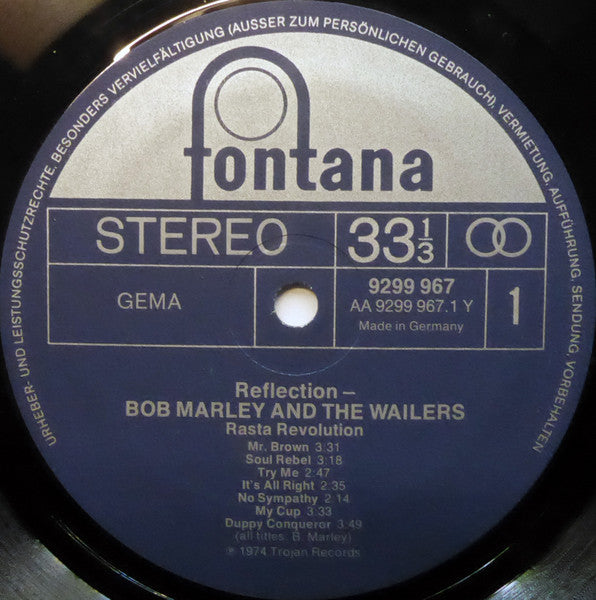 URHEBER- UND LEISTUNGSSCHUTZRECHTE, BESONDERS VERVIELFÄLTIGUNG (AUSSER ZUM PERSÖNLICHEN GEBRAUCH), VERMIETUNG, AUFFÜHRUNG, SENDUNG, VORBEHALTEN
fontana
STEREO
33 1/3
GEMA
9299 967
AA 9299 967.1 Y
Made in Germany
1
Reflection –
BOB MARLEY AND THE WAILERS
Rasta Revolution
Mr. Brown 3:31
Soul Rebel 3:18
Try Me 2:47
It's All Right 2:35
No Sympathy 2:14
My Cup 3:33
Duppy Conqueror 3:49
(all titles: B. Marley)
℗ 1974 Trojan Records